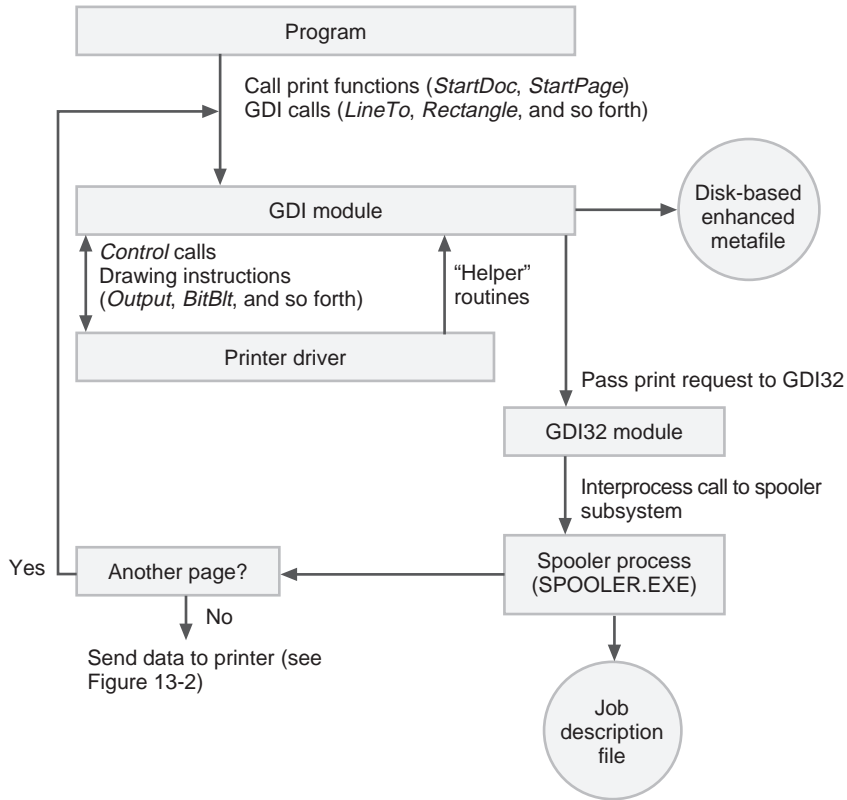 Program
Call print functions (StartDoc, StartPage)
GDI calls (LineTo, Rectangle, and so forth)
GDI module
Disk-based
enhanced
metafile
Control calls
Drawing instructions
(Output, BitBlt, and so forth)
“Helper”
routines
Printer driver
Pass print request to GDI32
GDI32 module
Interprocess call to spooler
subsystem
Yes
Another page?
Spooler process
(SPOOLER.EXE)
No
Send data to printer (see
Figure 13-2)
Job
description
file